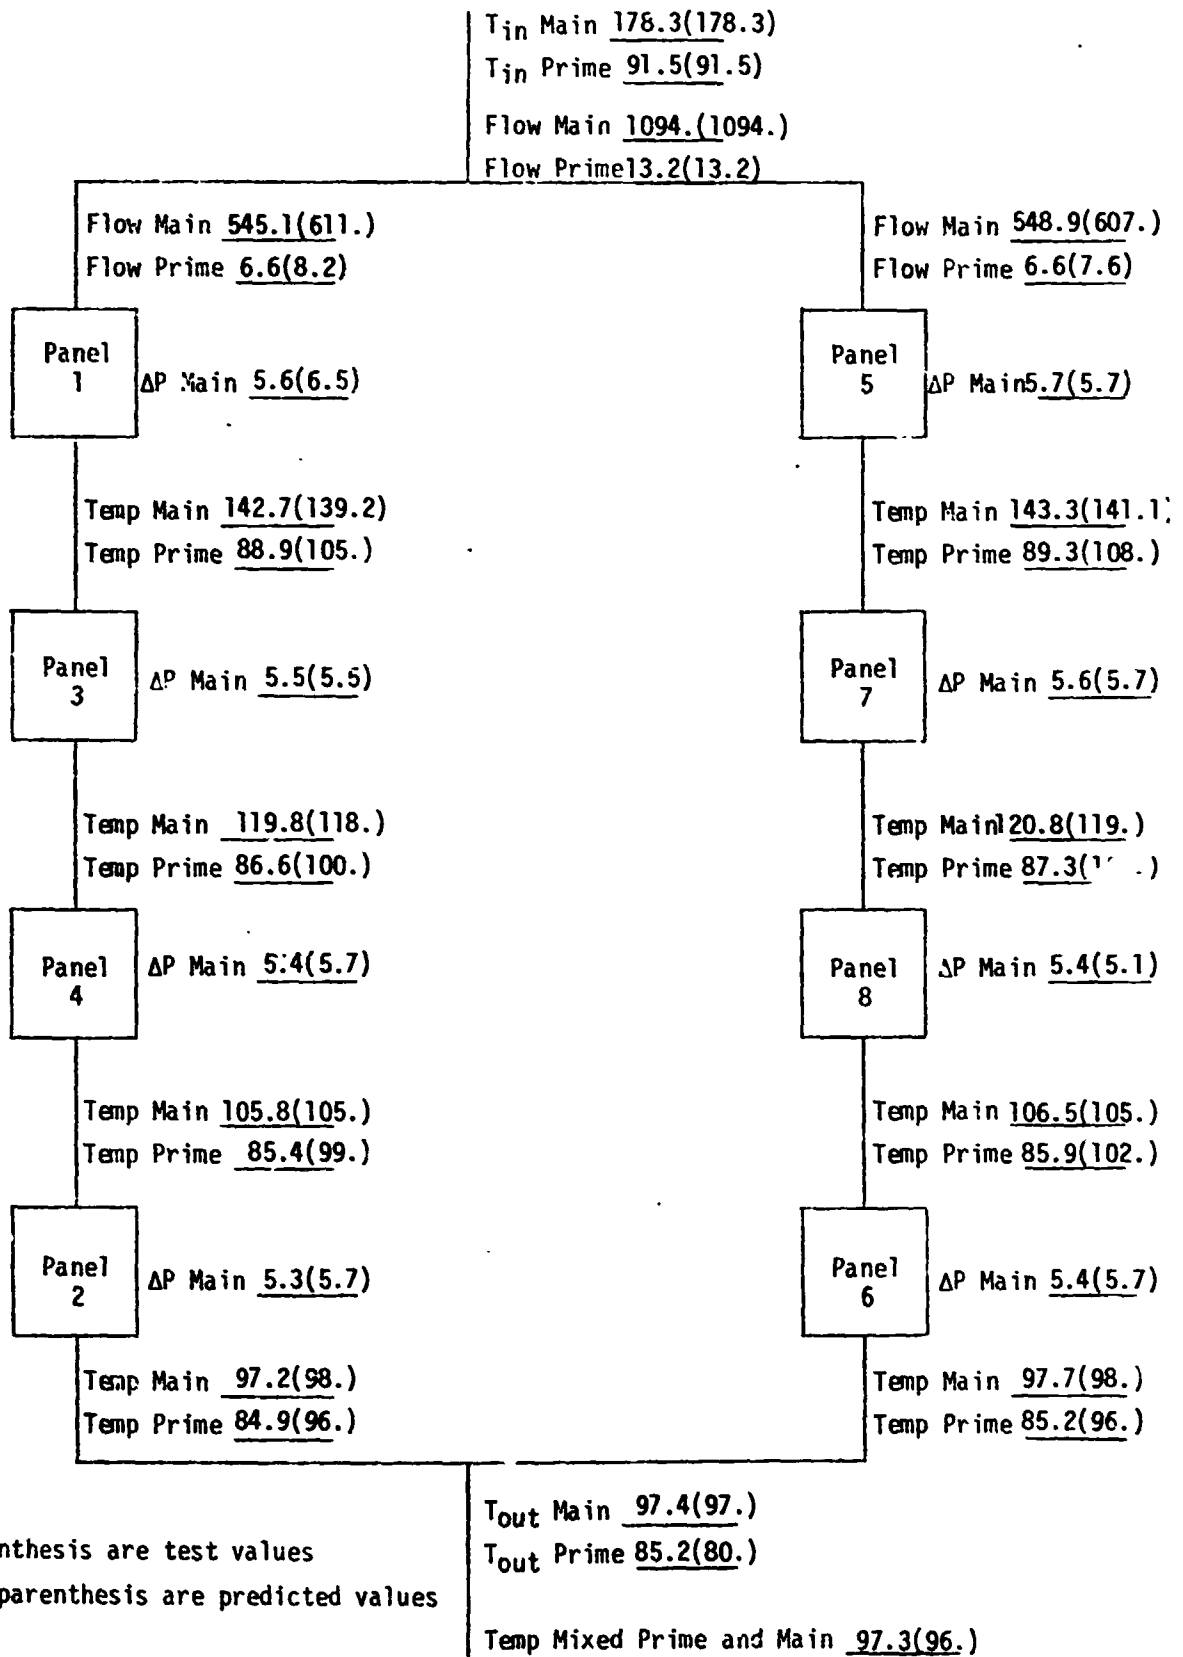 Tin Main 178.3(178.3)
Tin Prime 91.5(91.5)
Flow Main 1094.(1094.)
Flow Prime13.2(13.2)
Flow Main 545.1(611.)
Flow Prime 6.6(8.2)
Flow Main 548.9(607.)
Flow Prime 6.6(7.6)
Panel
1
ΔP Main 5.6(6.5)
Panel
5
ΔP Main5.7(5.7)
Temp Main 142.7(139.2)
Temp Prime 88.9(105.)
Temp Main 143.3(141.1)
Temp Prime 89.3(108.)
Panel
3
ΔP Main 5.5(5.5)
Panel
7
ΔP Main 5.6(5.7)
Temp Main 119.8(118.)
Temp Prime 86.6(100.)
Temp Main120.8(119.)
Temp Prime 87.3(
Panel
4
ΔP Main 5.4(5.7)
Panel
8
ΔP Main 5.4(5.1)
Temp Main 105.8(105.)
Temp Prime 85.4(99.)
Temp Main 106.5(105.)
Temp Prime 85.9(102.)
Panel
2
ΔP Main 5.3(5.7)
Panel
6
ΔP Main 5.4(5.7)
Temp Main 97.2(98.)
Temp Prime 84.9(96.)
Temp Main 97.7(98.)
Temp Prime 85.2(96.)
Tout Main 97.4(97.)
Tout Prime 85.2(80.)
nthesis are test values
parenthesis are predicted values
Temp Mixed Prime and Main 97.3(96.)